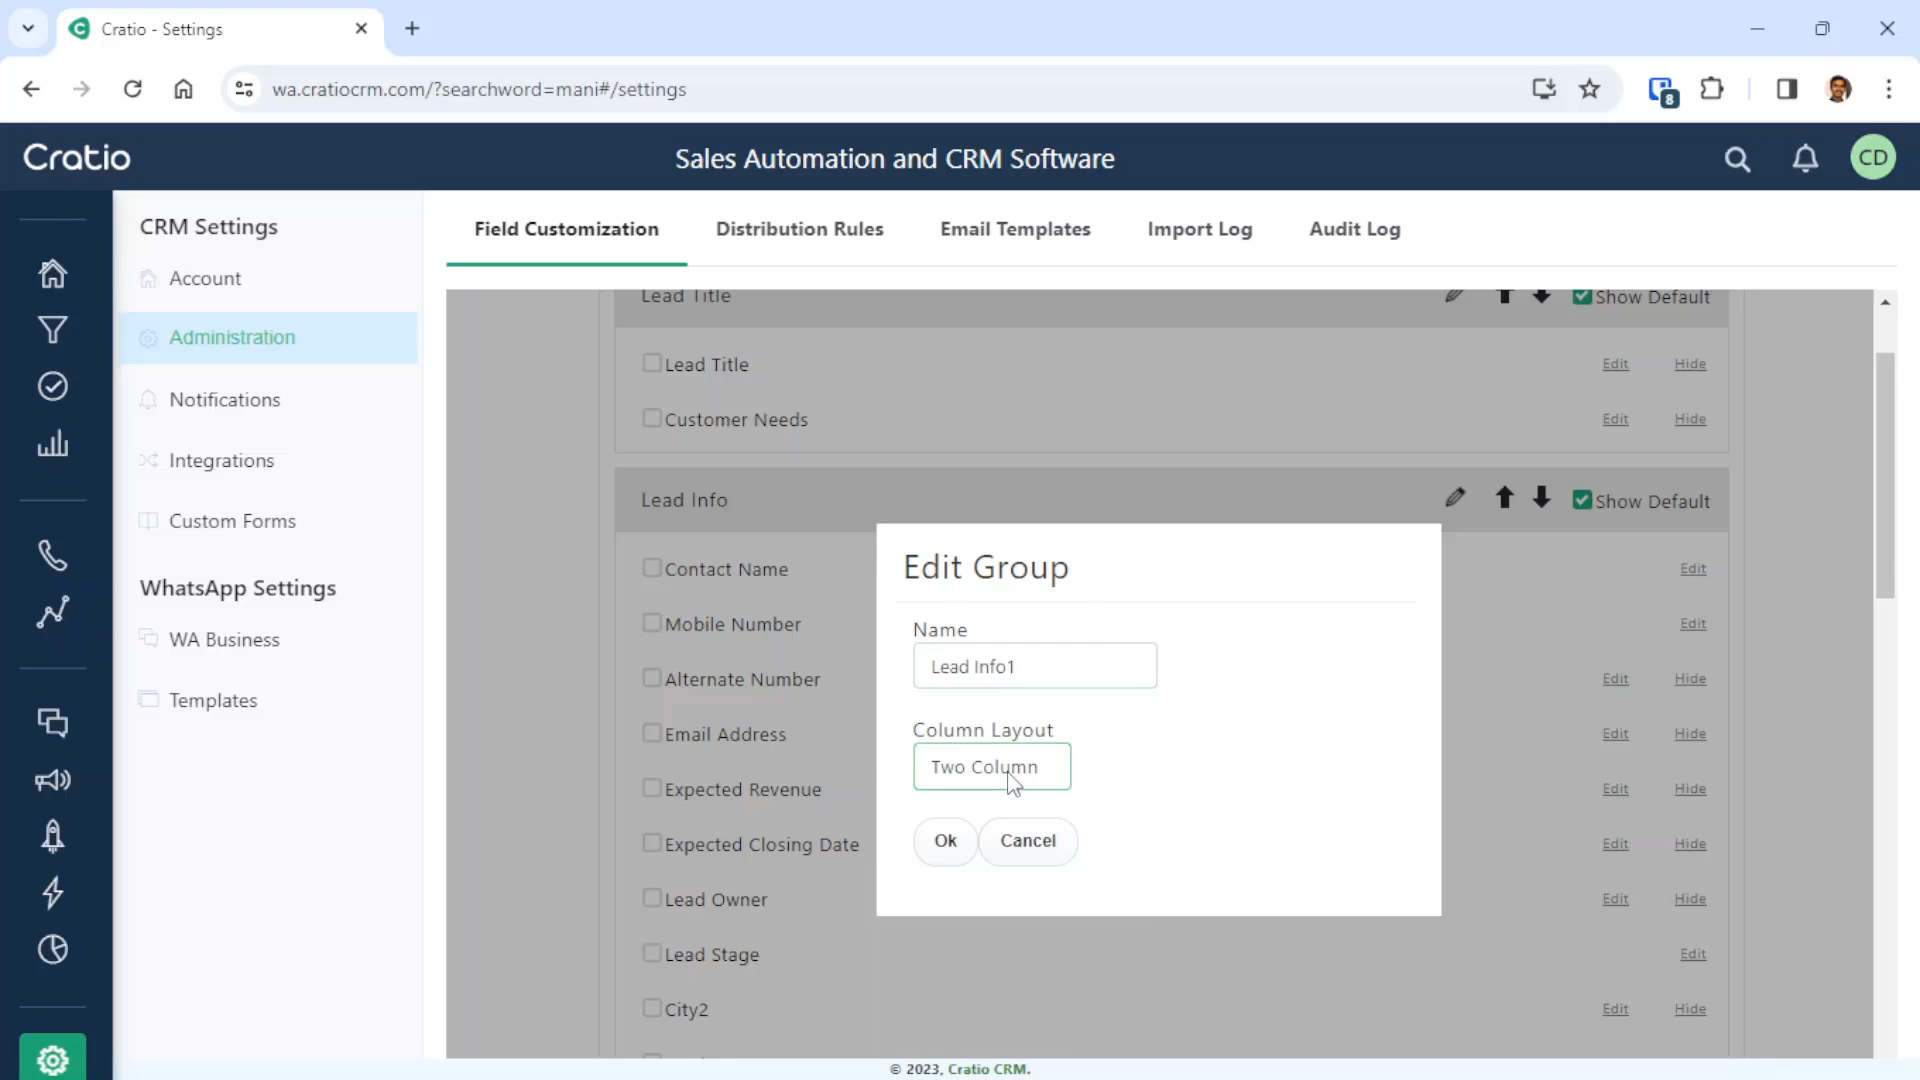 Cratio - Settings
wa.cratiocrm.com/?searchword=mani#/settings
8
Cratio
Sales Automation and CRM Software
CD
CRM Settings
Account
Administration
Notifications
Integrations
Custom Forms
WhatsApp Settings
WA Business
Templates
Field Customization
Distribution Rules
Email Templates
Import Log
Audit Log
Lead Title
Show Default
Lead Title
Edit
Hide
Customer Needs
Edit
Hide
Lead Info
Show Default
Contact Name
Edit
Mobile Number
Edit
Alternate Number
Edit
Hide
Email Address
Edit
Hide
Expected Revenue
Edit
Hide
Expected Closing Date
Edit
Hide
Lead Owner
Edit
Hide
Lead Stage
Edit
City2
Edit
Hide
Edit Group
Name
Lead Info1
Column Layout
Two Column
Ok
Cancel
© 2023, Cratio CRM.